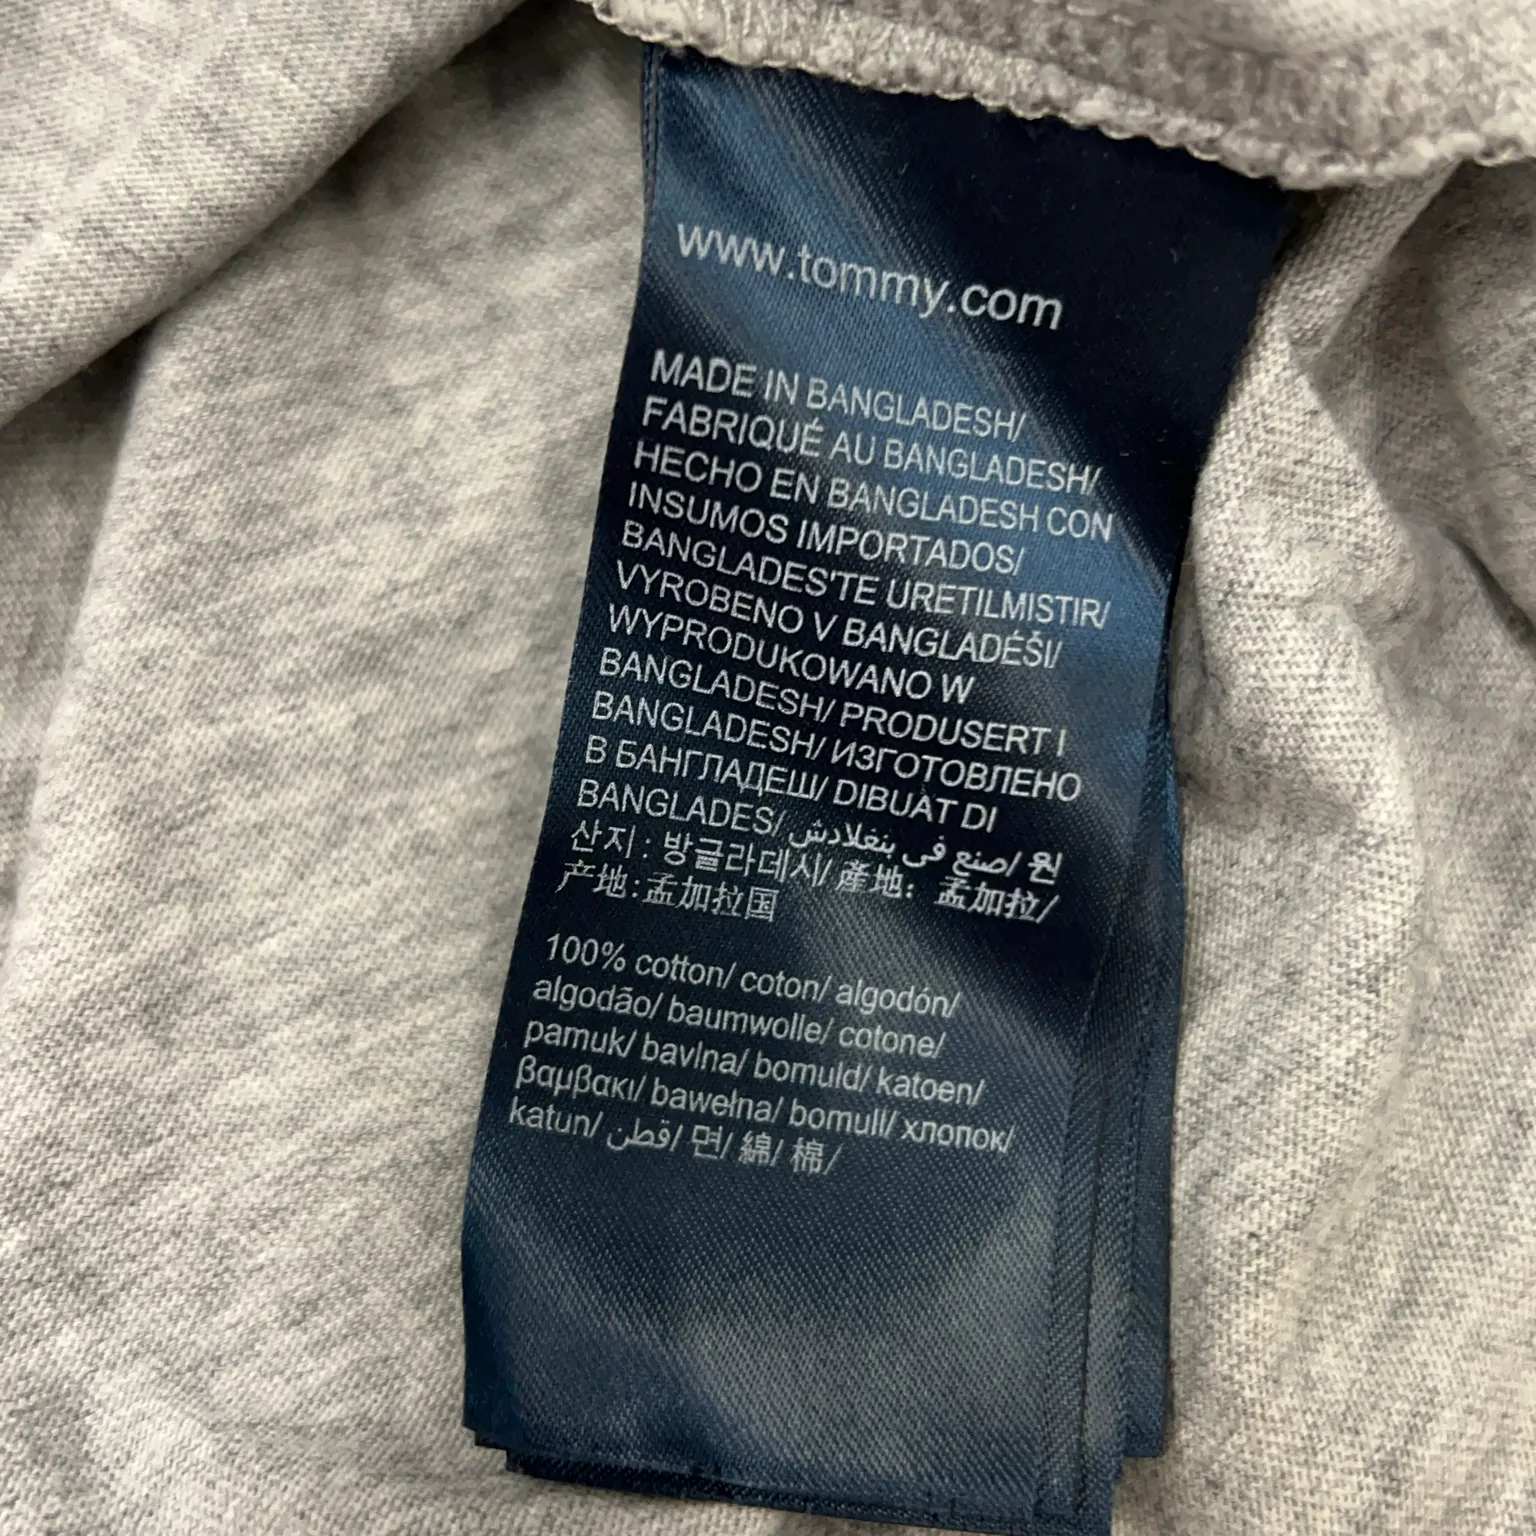 www.tommy.com
MADE IN BANGLADESH/
FABRIQUÉ AU BANGLADESH/
HECHO EN BANGLADESH CON
INSUMOS IMPORTADOS/
BANGLADES'TE URETILMISTIR/
VYROBENO V BANGLADÉŠI/
WYPRODUKOWANO W
BANGLADESH/ PRODUSERT I
BANGLADESH/ ИЗГОТОВЛЕНО
В БАНГЛАДЕШ/ DIBUAT DI
BANGLADES/ صنع في بنغلادش/ 원
산지 : 방글라데시/ 產地: 孟加拉/
产地:孟加拉国
100% cotton/ coton/ algodón/
algodão/ baumwolle/ cotone/
pamuk/ bavlna/ bomuld/ katoen/
βαμβακι/ bawełna/ bomull/ хлопок/
katun/ قطن/ 면/ 綿/ 棉/